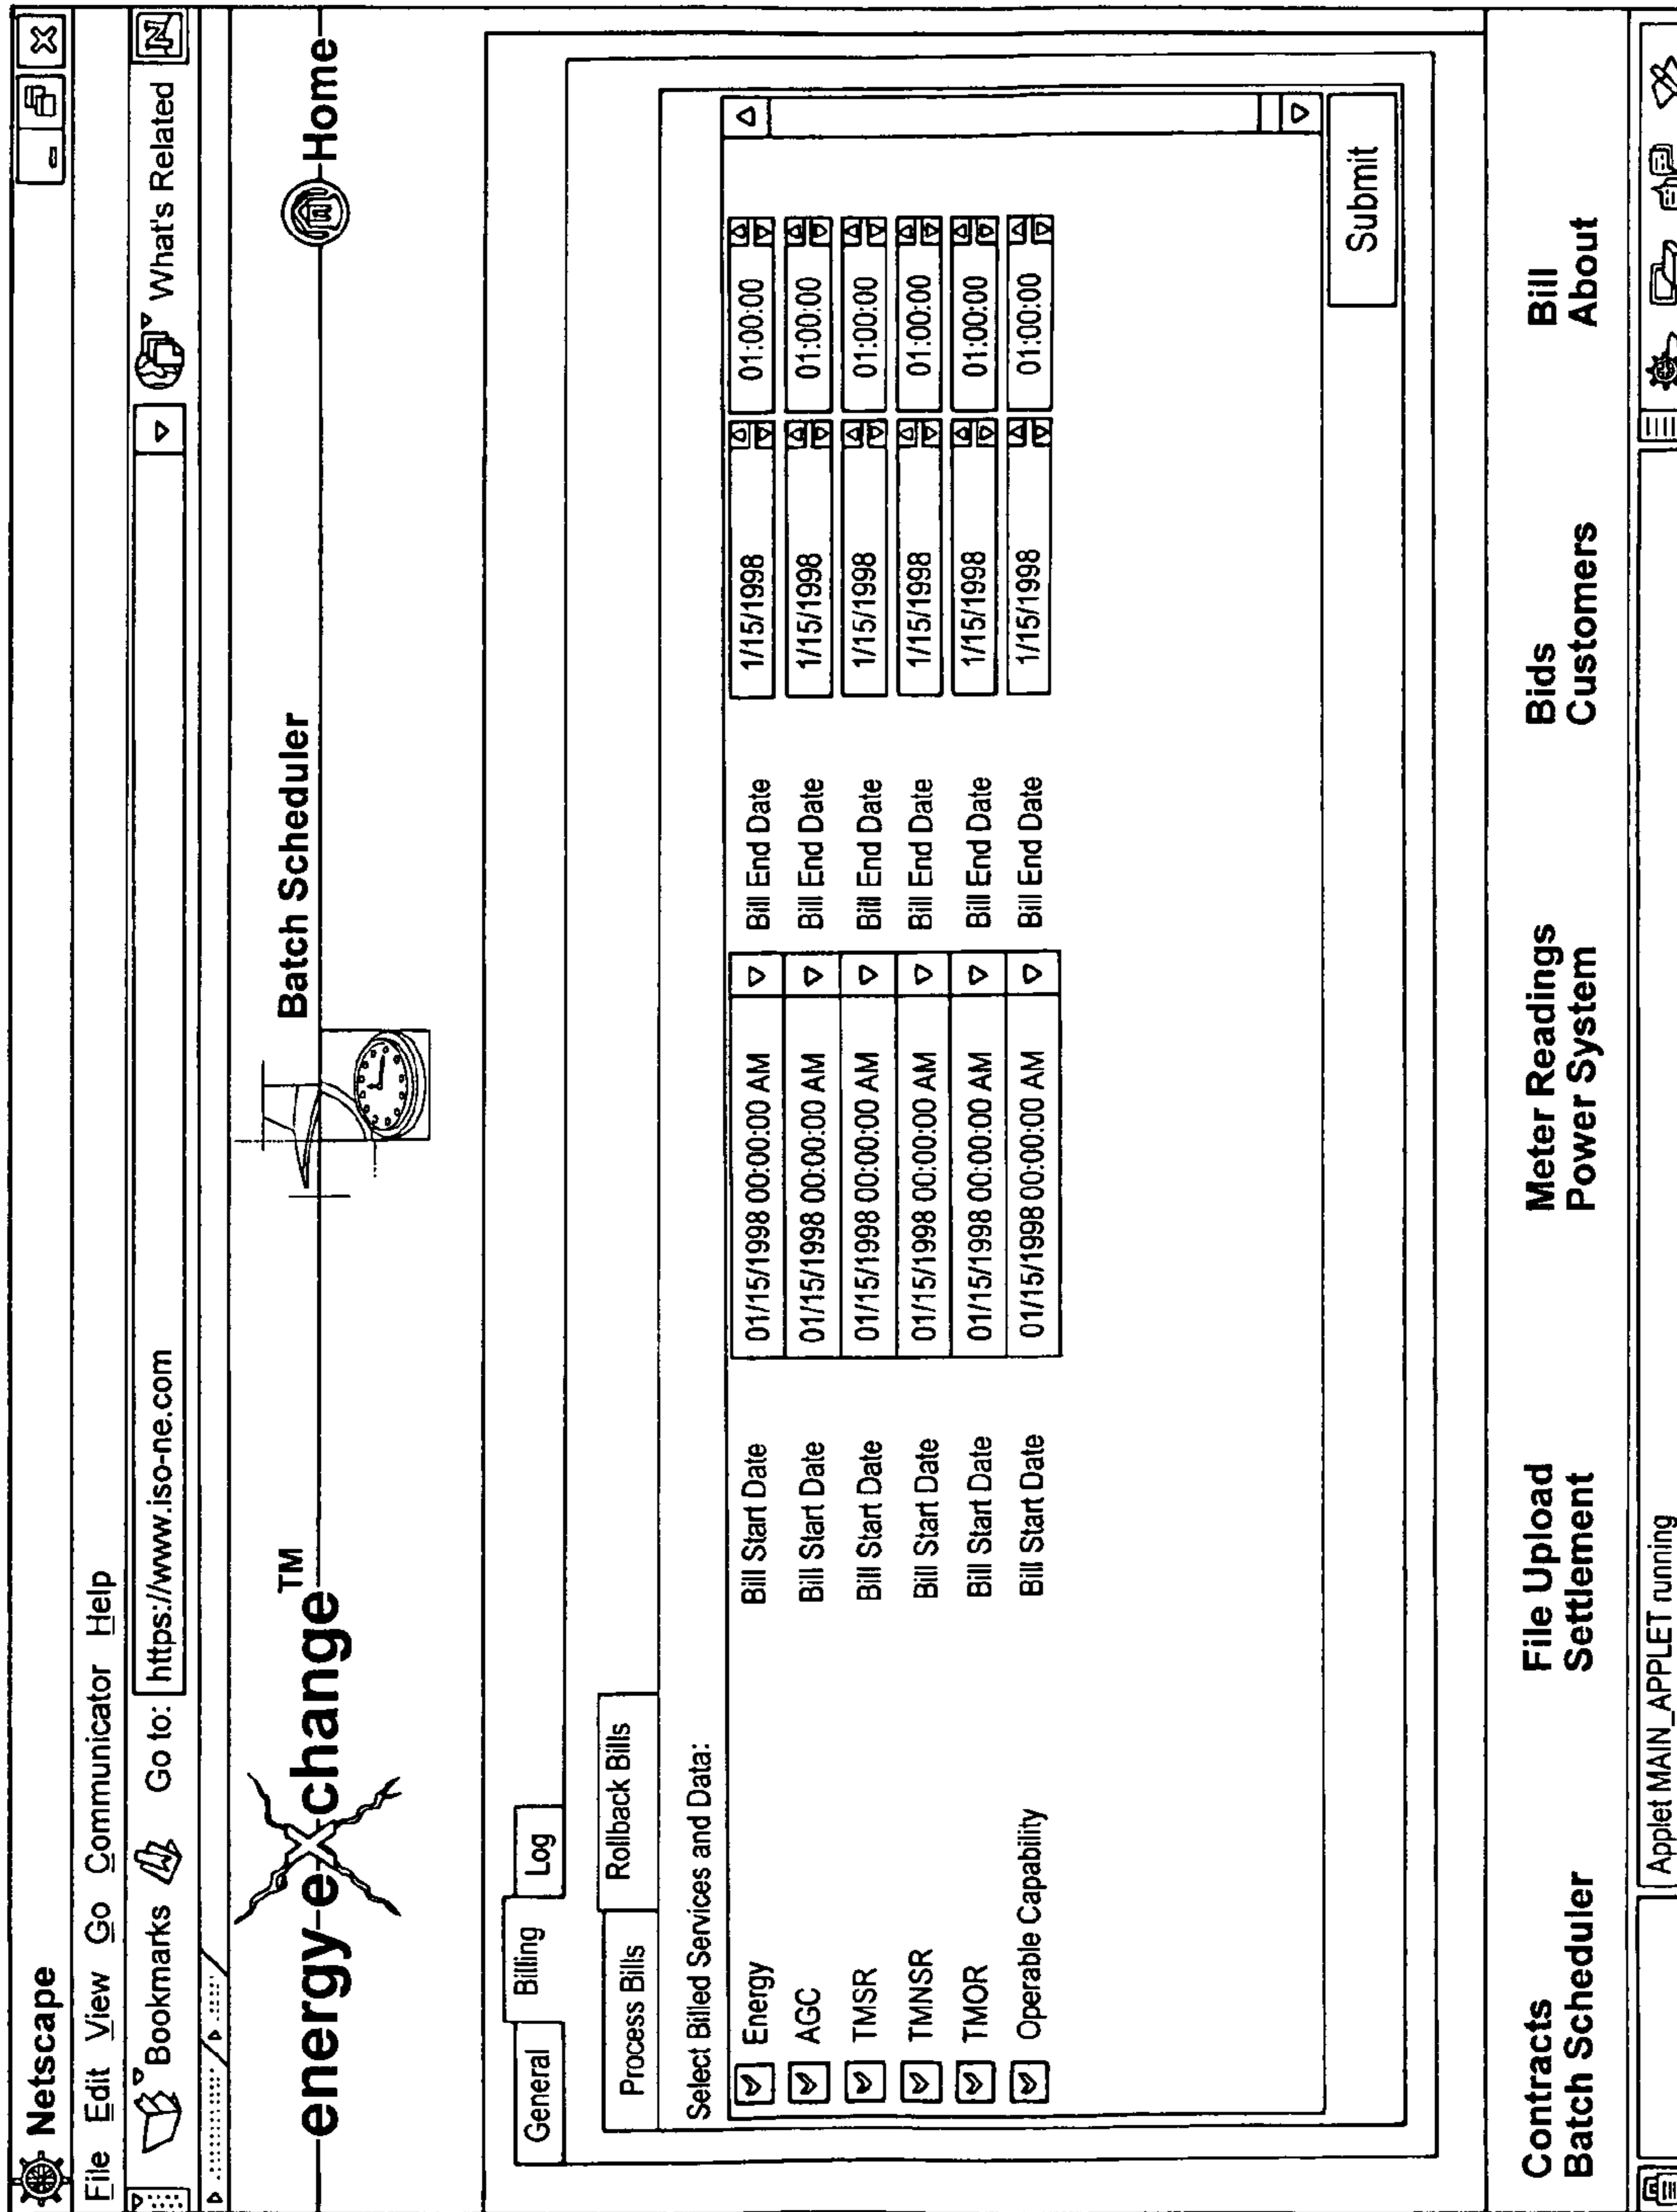 Netscape
File Edit View Go Communicator Help
Bookmarks Go to: https://www.iso-ne.com What's Related N
energy-eXchange™ Batch Scheduler Home
General Billing Log
Process Bills Rollback Bills
Select Billed Services and Data:
Energy Bill Start Date 01/15/1998 00:00:00 AM Bill End Date 1/15/1998 01:00:00
AGC Bill Start Date 01/15/1998 00:00:00 AM Bill End Date 1/15/1998 01:00:00
TMSR Bill Start Date 01/15/1998 00:00:00 AM Bill End Date 1/15/1998 01:00:00
TMNSR Bill Start Date 01/15/1998 00:00:00 AM Bill End Date 1/15/1998 01:00:00
TMOR Bill Start Date 01/15/1998 00:00:00 AM Bill End Date 1/15/1998 01:00:00
Operable Capability Bill Start Date 01/15/1998 00:00:00 AM Bill End Date 1/15/1998 01:00:00
Submit
Contracts File Upload Meter Readings Bids Bill
Batch Scheduler Settlement Power System Customers About
Applet MAIN_APPLET running